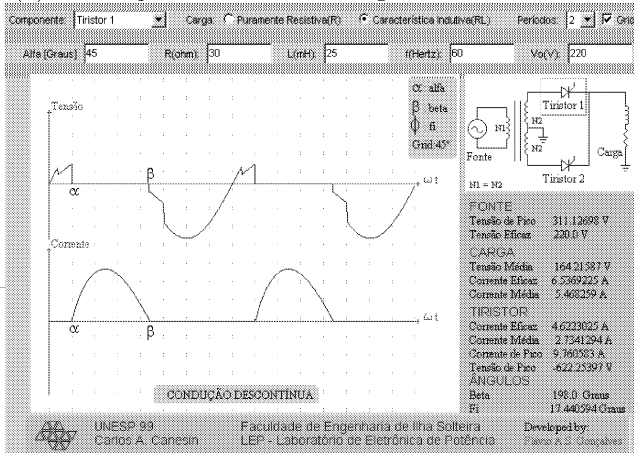 Componente: Tiristor 1 Carga: Puramente Resistiva(R) Característica indutiva(RL) Periodos: 2 Grid
Alfa [Graus] 45 R(ohm): 30 L(mH): 25 f(Hertz): 60 Vo(V): 220
Tensão
α
β
ωt
Corrente
α
β
ωt
CONDUÇÃO DESCONTÍNUA
α alfa
β beta
ϕ fi
Grid:45°
Fonte
N1
N2
N2
N1 = N2
Tiristor 1
Tiristor 2
Carga
FONTE
Tensão de Pico 311.12698 V
Tensão Eficaz 220.0 V
CARGA
Tensão Média 164.21587 V
Corrente Eficaz 6.5369225 A
Corrente Média 5.468259 A
TIRISTOR
Corrente Eficaz 4.6223025 A
Corrente Média 2.7341294 A
Corrente de Pico 9.760583 A
Tensão de Pico -622.25397 V
ÂNGULOS
Beta 198.0 Graus
Fi 17.440594 Graus
UNESP 99
Carlos A. Canesin
Faculdade de Engenharia de Ilha Solteira
LEP - Laboratório de Eletrônica de Potência
Developed by:
Flávio A.S. Gonçalves